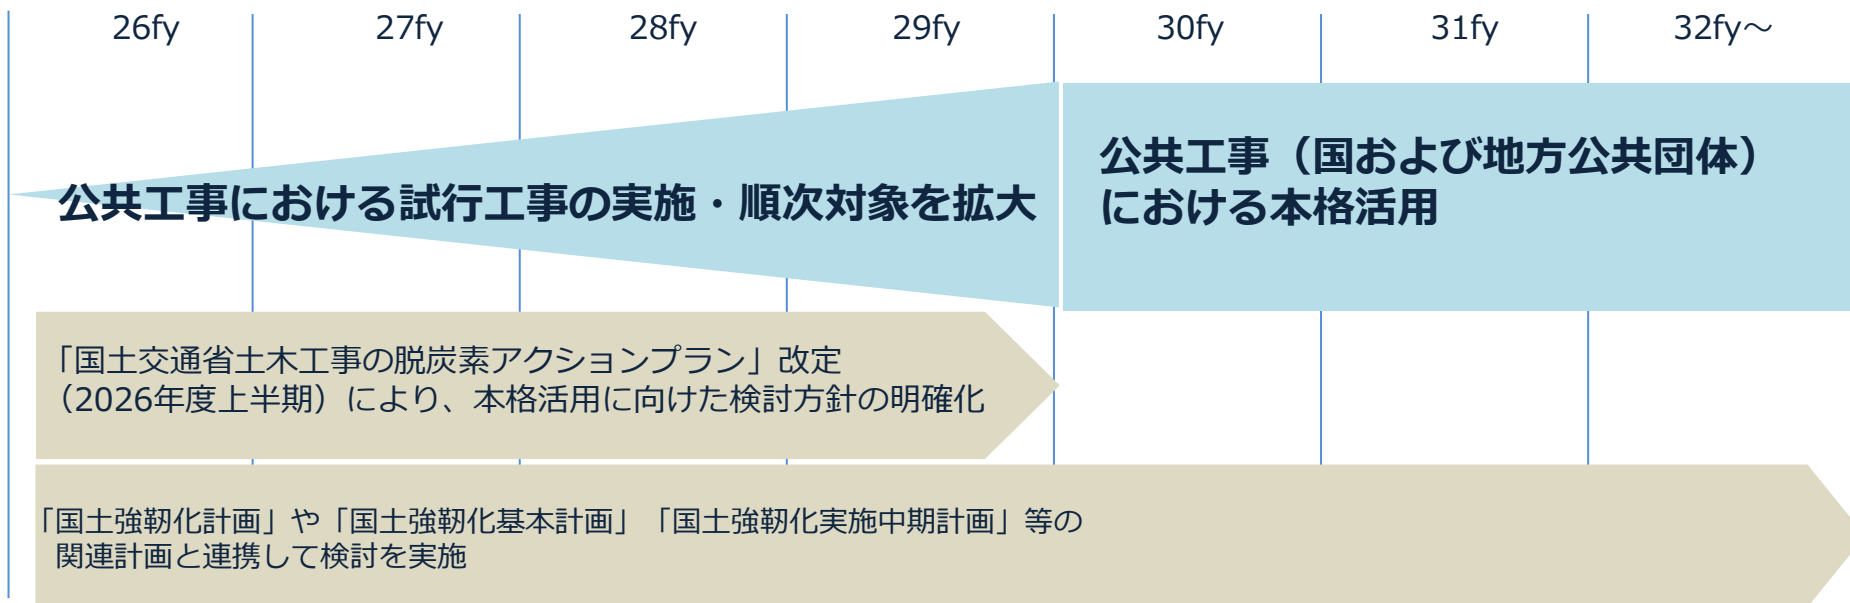 26fy
27fy
28fy
29fy
30fy
31fy
32fy～
公共工事における試行工事の実施・順次対象を拡大
公共工事（国および地方公共団体）
における本格活用
「国土交通省土木工事の脱炭素アクションプラン」改定
（2026年度上半期）により、本格活用に向けた検討方針の明確化
「国土強靭化計画」や「国土強靭化基本計画」「国土強靭化実施中期計画」等の
関連計画と連携して検討を実施